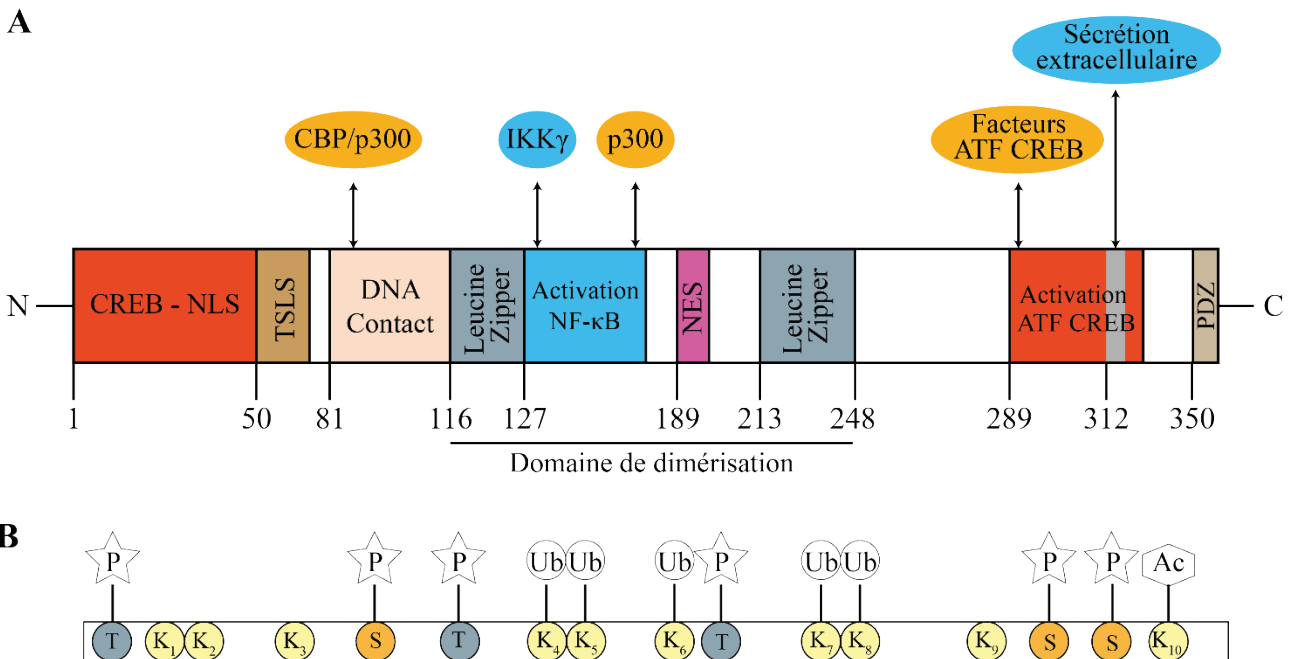 A
Sécrétion
extracellulaire
CBP/p300
IKKγ
p300
Facteurs
ATF CREB
N
CREB - NLS
TSLS
DNA
Contact
Leucine
Zipper
Activation
NF-κB
NES
Leucine
Zipper
Activation
ATF CREB
PDZ
C
1 50 81 116 127 189 213 248 289 312 350
Domaine de dimérisation
B
P P P Ub Ub Ub P Ub Ub P P Ac
T K₁ K₂ K₃ S T K₄ K₅ K₆ T K₇ K₈ K₉ S S K₁₀